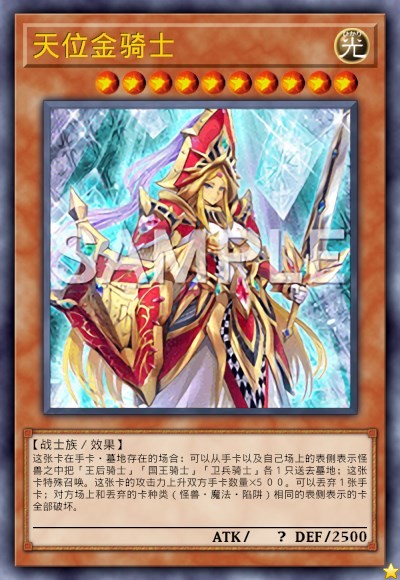 天位金骑士
光
ひかり
SAMPLE
【战士族／效果】
这张卡在手卡・墓地存在的场合；可以从手卡以及自己场上的表侧表示怪
兽之中把「王后骑士」「国王骑士」「卫兵骑士」各1只送去墓地；这张
卡特殊召唤。这张卡的攻击力上升双方手卡数量×５００。可以丢弃1张手
卡；对方场上和丢弃的卡种类（怪兽・魔法・陷阱）相同的表侧表示的卡
全部破坏。
ATK/ ? DEF/2500